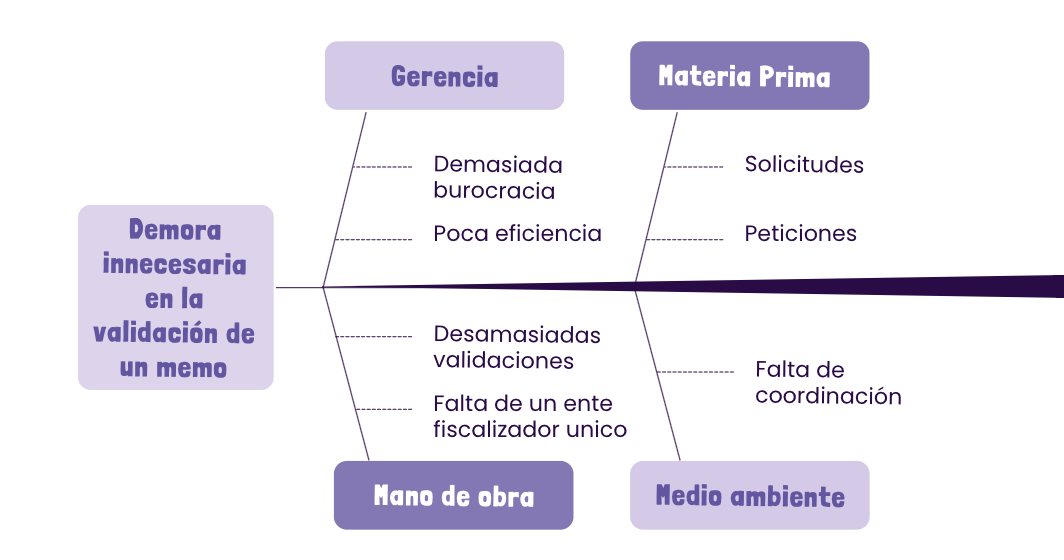 Gerencia
Materia Prima
Demasiada
burocracia
Solicitudes
Poca eficiencia
Peticiones
Demora
innecesaria
en la
validación de
un memo
Desamasiadas
validaciones
Falta de un ente
fiscalizador unico
Falta de
coordinación
Mano de obra
Medio ambiente